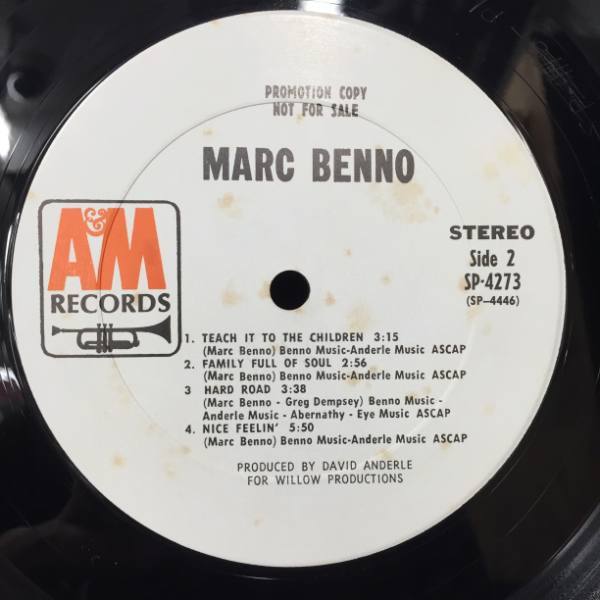 PROMOTION COPY
NOT FOR SALE
MARC BENNO
A&M
RECORDS
STEREO
Side 2
SP-4273
(SP-4446)
1. TEACH IT TO THE CHILDREN 3:15
(Marc Benno) Benno Music-Anderle Music ASCAP
2. FAMILY FULL OF SOUL 2:56
(Marc Benno) Benno Music-Anderle Music ASCAP
3 HARD ROAD 3:38
(Marc Benno - Greg Dempsey) Benno Music -
Anderle Music - Abernathy - Eye Music ASCAP
4. NICE FEELIN' 5:50
(Marc Benno) Benno Music-Anderle Music ASCAP
PRODUCED BY DAVID ANDERLE
FOR WILLOW PRODUCTIONS